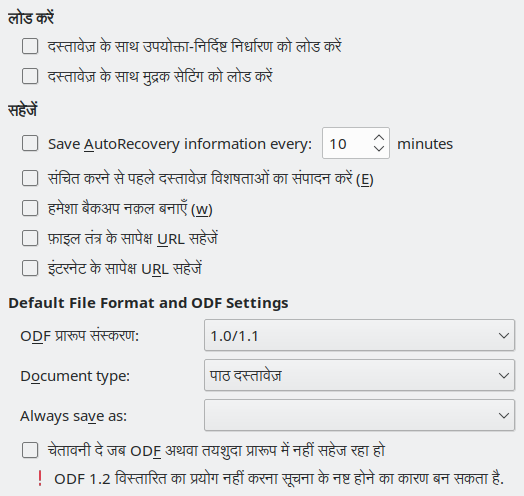 लोड करें
दस्तावेज़ के साथ उपयोक्ता-निर्दिष्ट निर्धारण को लोड करें
दस्तावेज़ के साथ मुद्रक सेटिंग को लोड करें
सहेजें
Save AutoRecovery information every: 10 minutes
संचित करने से पहले दस्तावेज़ विशषताओं का संपादन करें (E)
हमेशा बैकअप नक़ल बनाएँ (w)
फ़ाइल तंत्र के सापेक्ष URL सहेजें
इंटरनेट के सापेक्ष URL सहेजें
Default File Format and ODF Settings
ODF प्रारूप संस्करण: 1.0/1.1
Document type: पाठ दस्तावेज़
Always save as:
चेतावनी दे जब ODF अथवा तयशुदा प्रारूप में नहीं सहेज रहा हो
! ODF 1.2 विस्तारित का प्रयोग नहीं करना सूचना के नष्ट होने का कारण बन सकता है.